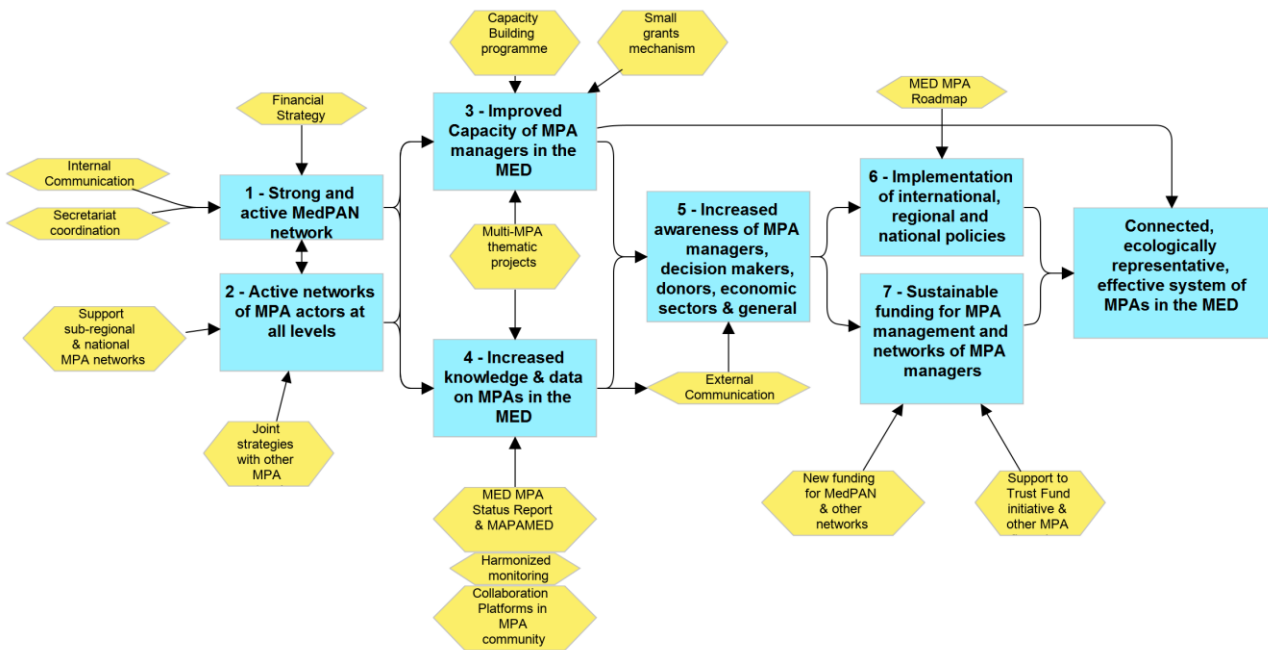 Capacity
Building
programme
Small
grants
mechanism
MED MPA
Roadmap
Financial
Strategy
3 - Improved
Capacity of MPA
managers in the
MED
Internal
Communication
Secretariat
coordination
1 - Strong and
active MedPAN
network
6 - Implementation
of international,
regional and
national policies
5 - Increased
awareness of MPA
managers,
decision makers,
donors, economic
sectors & general
Connected,
ecologically
representative,
effective system of
MPAs in the MED
Multi-MPA
thematic
projects
2 - Active networks
of MPA actors at
all levels
7 - Sustainable
funding for MPA
management and
networks of MPA
managers
Support
sub-regional
& national
MPA networks
4 - Increased
knowledge & data
on MPAs in the
MED
External
Communication
Joint
strategies
with other
MPA
New funding
for MedPAN
& other
networks
Support to
Trust Fund
initiative &
other MPA
MED MPA
Status Report
& MAPAMED
Harmonized
monitoring
Collaboration
Platforms in
MPA
community